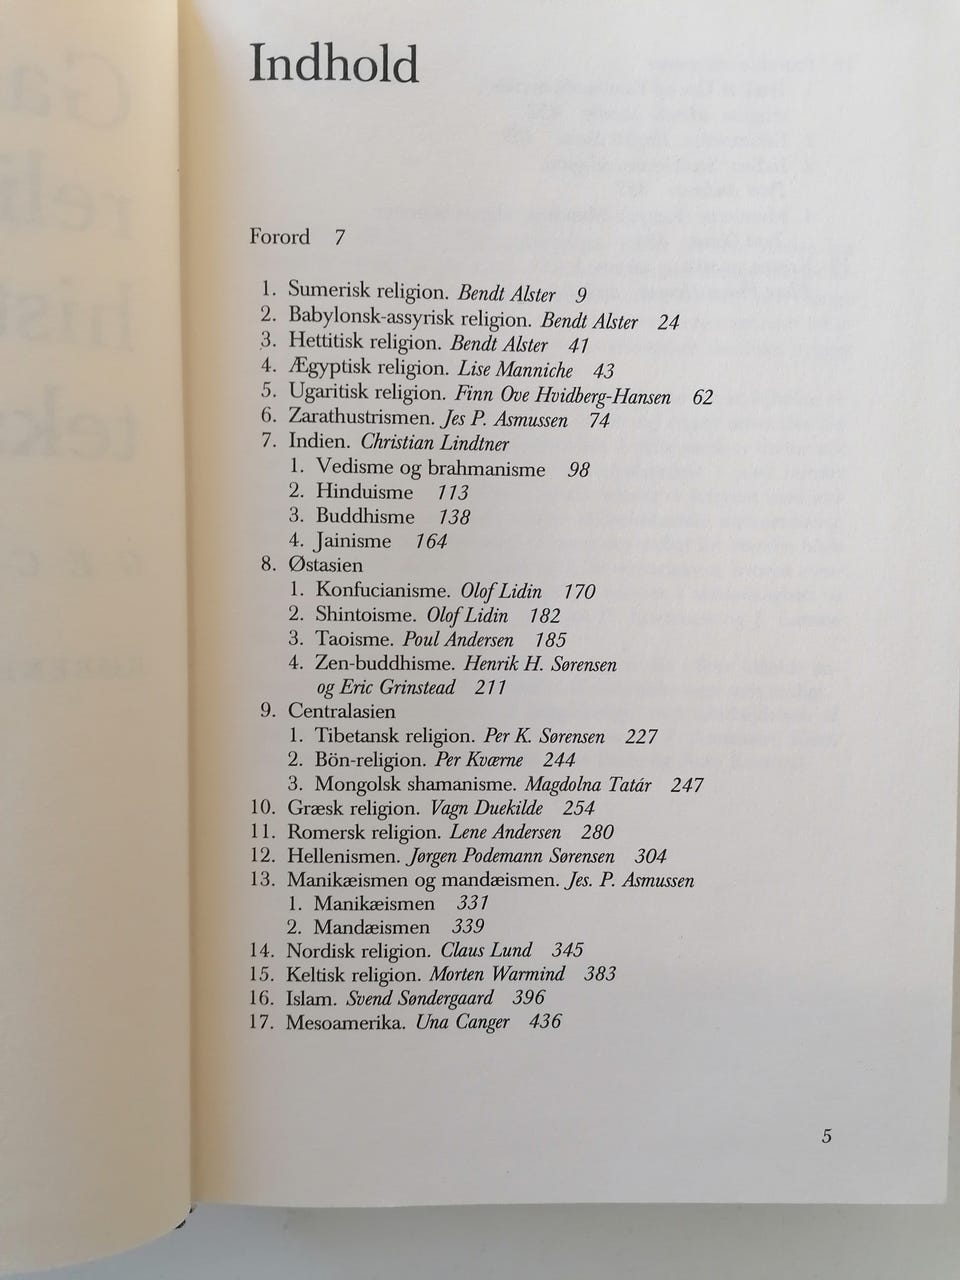 Indhold
Forord 7
1. Sumerisk religion. Bendt Alster 9
2. Babylonsk-assyrisk religion. Bendt Alster 24
3. Hettitisk religion. Bendt Alster 41
4. Ægyptisk religion. Lise Manniche 43
5. Ugaritisk religion. Finn Ove Hvidberg-Hansen 62
6. Zarathustrismen. Jes P. Asmussen 74
7. Indien. Christian Lindtner
1. Vedisme og brahmanisme 98
2. Hinduisme 113
3. Buddhisme 138
4. Jainisme 164
8. Østasien
1. Konfucianisme. Olof Lidin 170
2. Shintoisme. Olof Lidin 182
3. Taoisme. Poul Andersen 185
4. Zen-buddhisme. Henrik H. Sørensen
og Eric Grinstead 211
9. Centralasien
1. Tibetansk religion. Per K. Sørensen 227
2. Bön-religion. Per Kværne 244
3. Mongolsk shamanisme. Magdolna Tatár 247
10. Græsk religion. Vagn Duekilde 254
11. Romersk religion. Lene Andersen 280
12. Hellenismen. Jørgen Podemann Sørensen 304
13. Manikæismen og mandæismen. Jes. P. Asmussen
1. Manikæismen 331
2. Mandæismen 339
14. Nordisk religion. Claus Lund 345
15. Keltisk religion. Morten Warmind 383
16. Islam. Svend Søndergaard 396
17. Mesoamerika. Una Canger 436
5